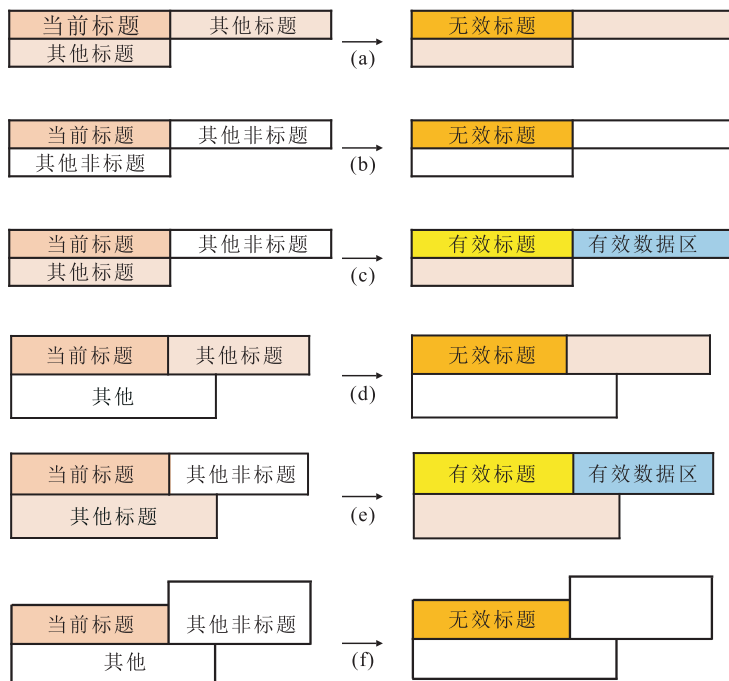 当前标题 其他标题 无效标题
其他标题
(a)
当前标题 其他非标题 无效标题
其他非标题
(b)
当前标题 其他非标题 有效标题 有效数据区
其他标题
(c)
当前标题 其他标题 无效标题
其他
(d)
当前标题 其他非标题 有效标题 有效数据区
其他标题
(e)
当前标题 其他非标题 无效标题
其他
(f)